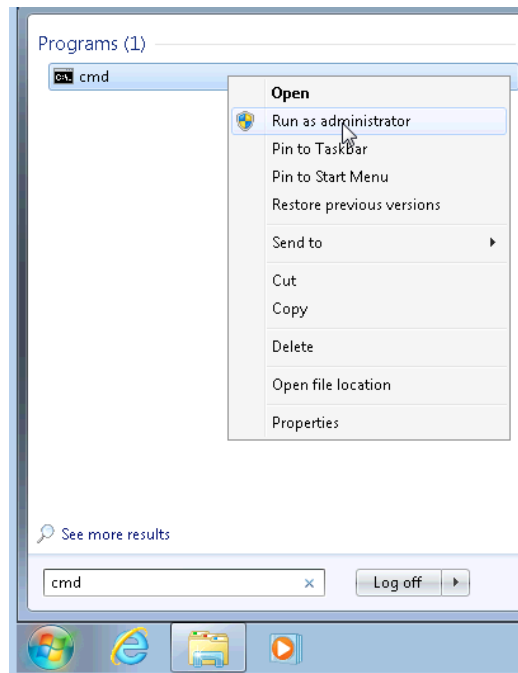 Programs (1)
cmd
Open
Run as administrator
Pin to Taskbar
Pin to Start Menu
Restore previous versions
Send to
Cut
Copy
Delete
Open file location
Properties
See more results
cmd
Log off